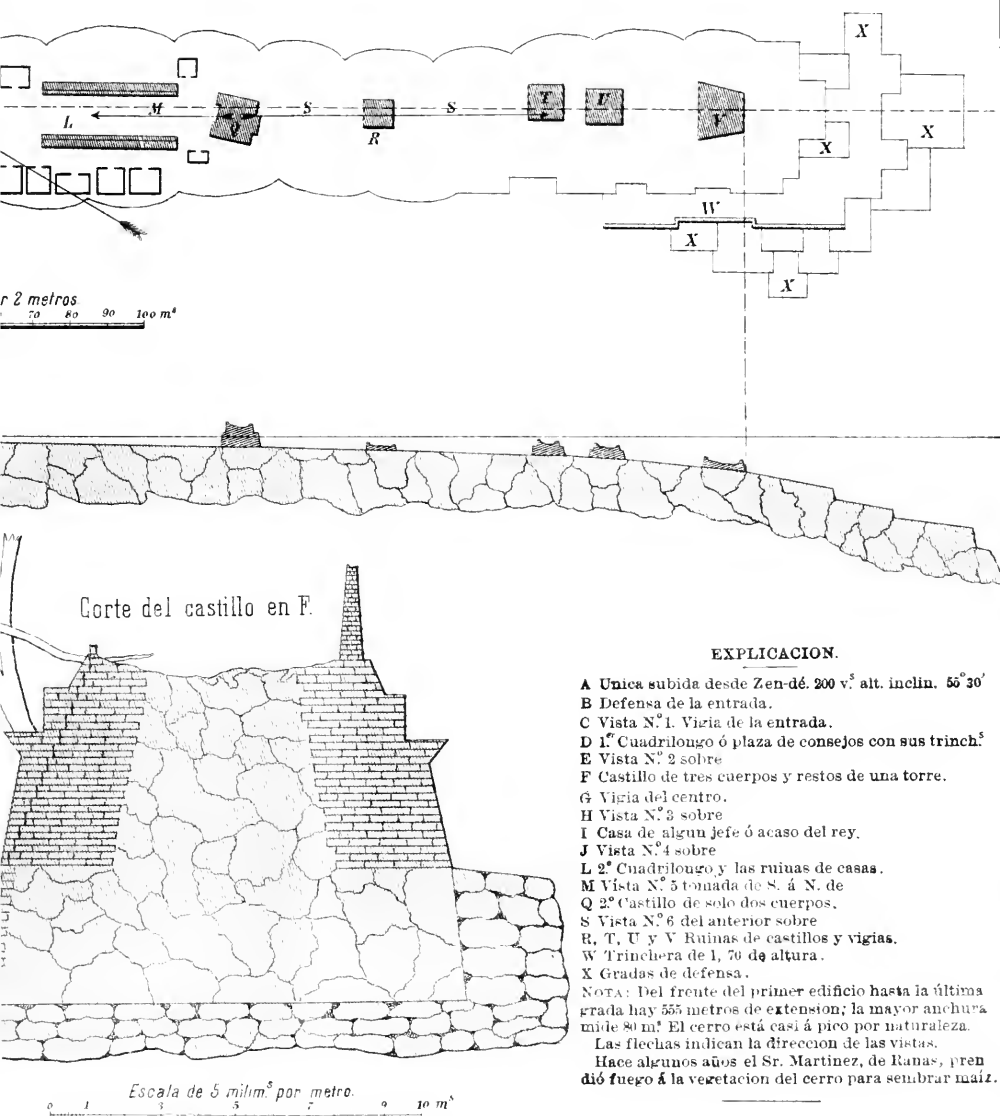 X
L M Q S R S T U V X X
W
X
X
r 2 metros.
70 80 90 100 m.ˢ
Corte del castillo en F.
EXPLICACION.
A Unica subida desde Zen-dé. 200 v.ˢ alt. inclin. 55°30'
B Defensa de la entrada.
C Vista N.º 1. Vigia de la entrada.
D 1.ᵉʳ Cuadrilongo ó plaza de consejos con sus trinch.ˢ
E Vista N.º 2 sobre
F Castillo de tres cuerpos y restos de una torre.
G Vigia del centro.
H Vista N.º 3 sobre
I Casa de algun jefe ó acaso del rey.
J Vista N.º 4 sobre
L 2.º Cuadrilongo y las ruinas de casas.
M Vista N.º 5 tomada de S. á N. de
Q 2.º Castillo de solo dos cuerpos.
S Vista N.º 6 del anterior sobre
R, T, U y V Ruinas de castillos y vigias.
W Trinchera de 1, 70 de altura.
X Gradas de defensa.
NOTA: Del frente del primer edificio hasta la última
grada hay 555 metros de extension; la mayor anchura
mide 80 m.ˢ El cerro está casi á pico por naturaleza.
Las flechas indican la direccion de las vistas.
Hace algunos años el Sr. Martinez, de Ranas, pren
dió fuego á la vegetacion del cerro para sembrar maíz.
Escala de 5 milim.ˢ por metro.
0 1 3 5 7 9 10 m.ˢ